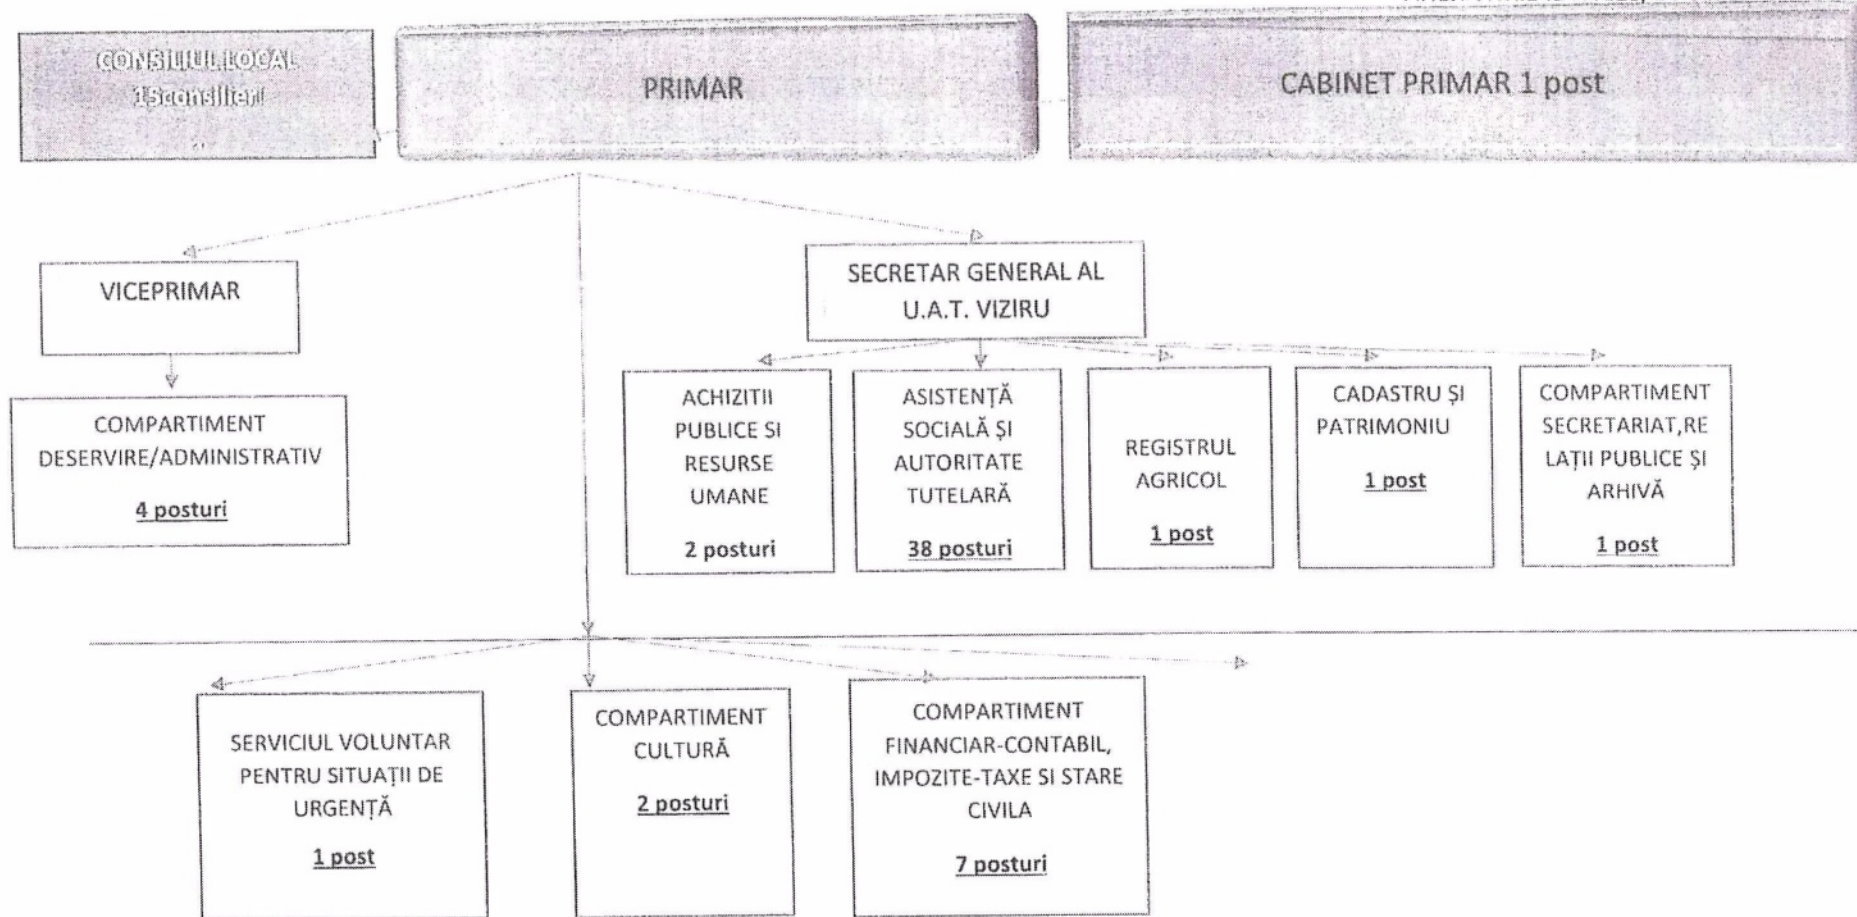 CONSILIUL LOCAL
15consilieri
PRIMAR
CABINET PRIMAR 1 post
VICEPRIMAR
SECRETAR GENERAL AL
U.A.T. VIZIRU
COMPARTIMENT
DESERVIRE/ADMINISTRATIV
4 posturi
ACHIZITII
PUBLICE SI
RESURSE
UMANE
2 posturi
ASISTENȚĂ
SOCIALĂ ȘI
AUTORITATE
TUTELARĂ
38 posturi
REGISTRUL
AGRICOL
1 post
CADASTRU ȘI
PATRIMONIU
1 post
COMPARTIMENT
SECRETARIAT,RE
LAȚII PUBLICE ȘI
ARHIVĂ
1 post
SERVICIUL VOLUNTAR
PENTRU SITUAȚII DE
URGENȚĂ
1 post
COMPARTIMENT
CULTURĂ
2 posturi
COMPARTIMENT
FINANCIAR-CONTABIL,
IMPOZITE-TAXE SI STARE
CIVILA
7 posturi